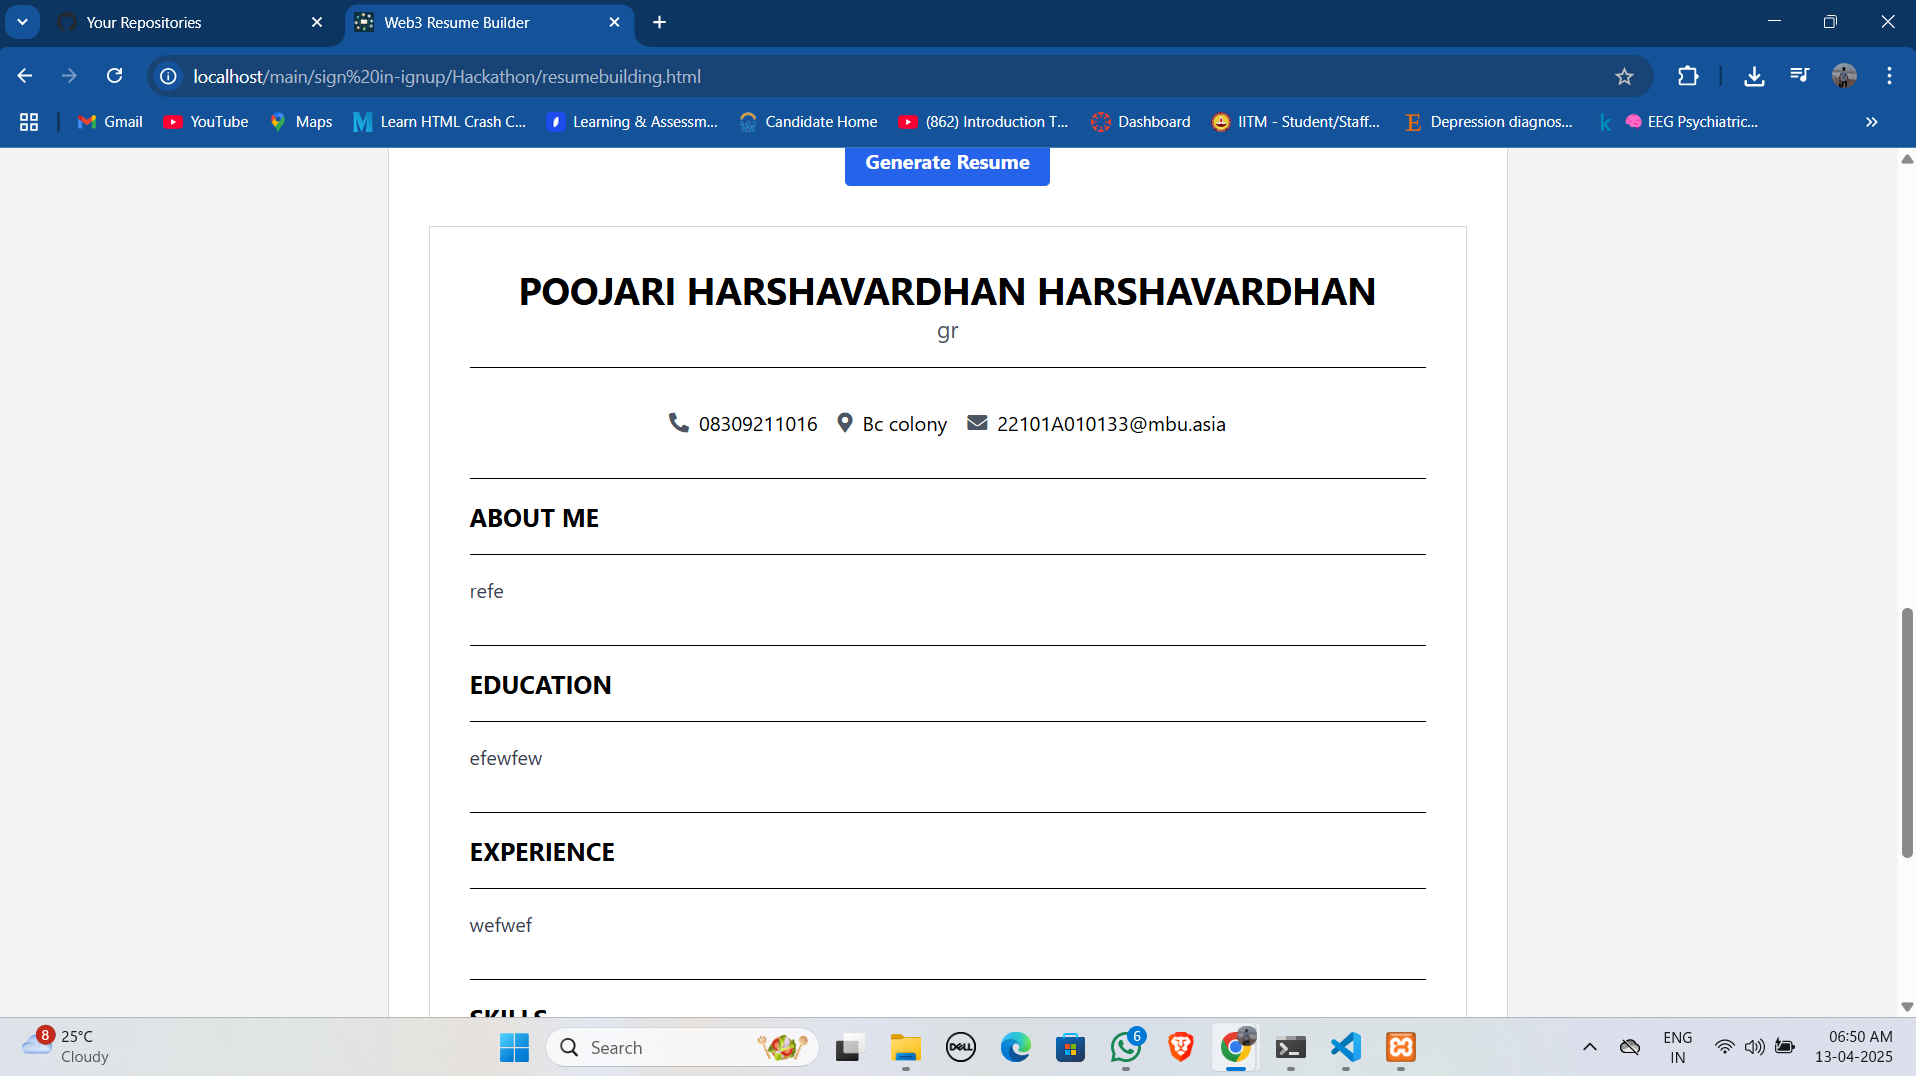 Your Repositories
Web3 Resume Builder
localhost/main/sign%20in-ignup/Hackathon/resumebuilding.html
Gmail YouTube Maps Learn HTML Crash C... Learning & Assessm... Candidate Home (862) Introduction T... Dashboard IITM - Student/Staff... Depression diagnos... k EEG Psychiatric...
Generate Resume
POOJARI HARSHAVARDHAN HARSHAVARDHAN
gr
08309211016 Bc colony 22101A010133@mbu.asia
ABOUT ME
refe
EDUCATION
efewfew
EXPERIENCE
wefwef
SKILLS
8 25°C
Cloudy
Search
DELL
6
ENG
IN
06:50 AM
13-04-2025